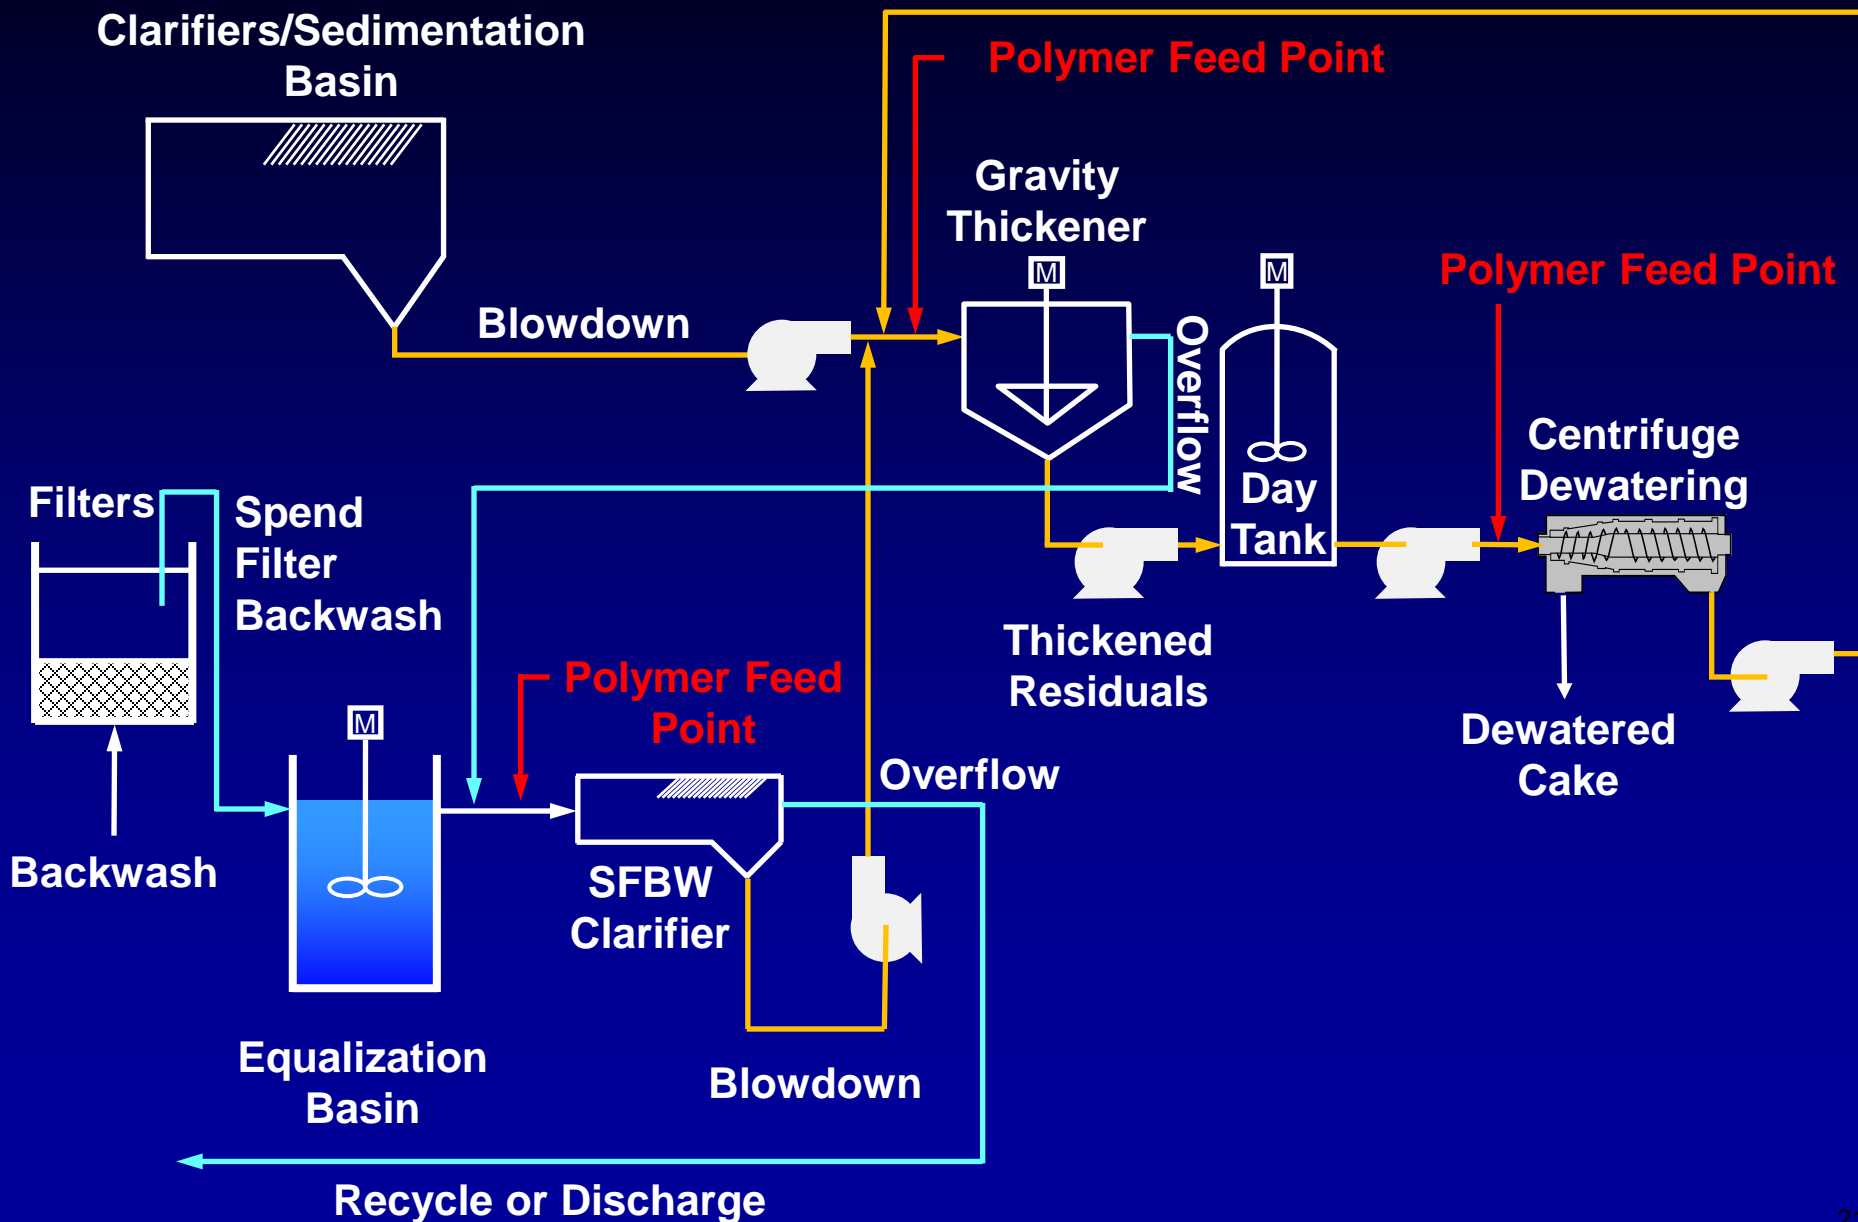 Clarifiers/Sedimentation
Basin
Polymer Feed Point
Gravity
Thickener
M
M
Polymer Feed Point
Blowdown
Overflow
Centrifuge
Dewatering
Filters
Spend
Filter
Backwash
Day
Tank
Thickened
Residuals
Polymer Feed
Point
M
Dewatered
Cake
Overflow
Backwash
SFBW
Clarifier
Equalization
Basin
Blowdown
Recycle or Discharge